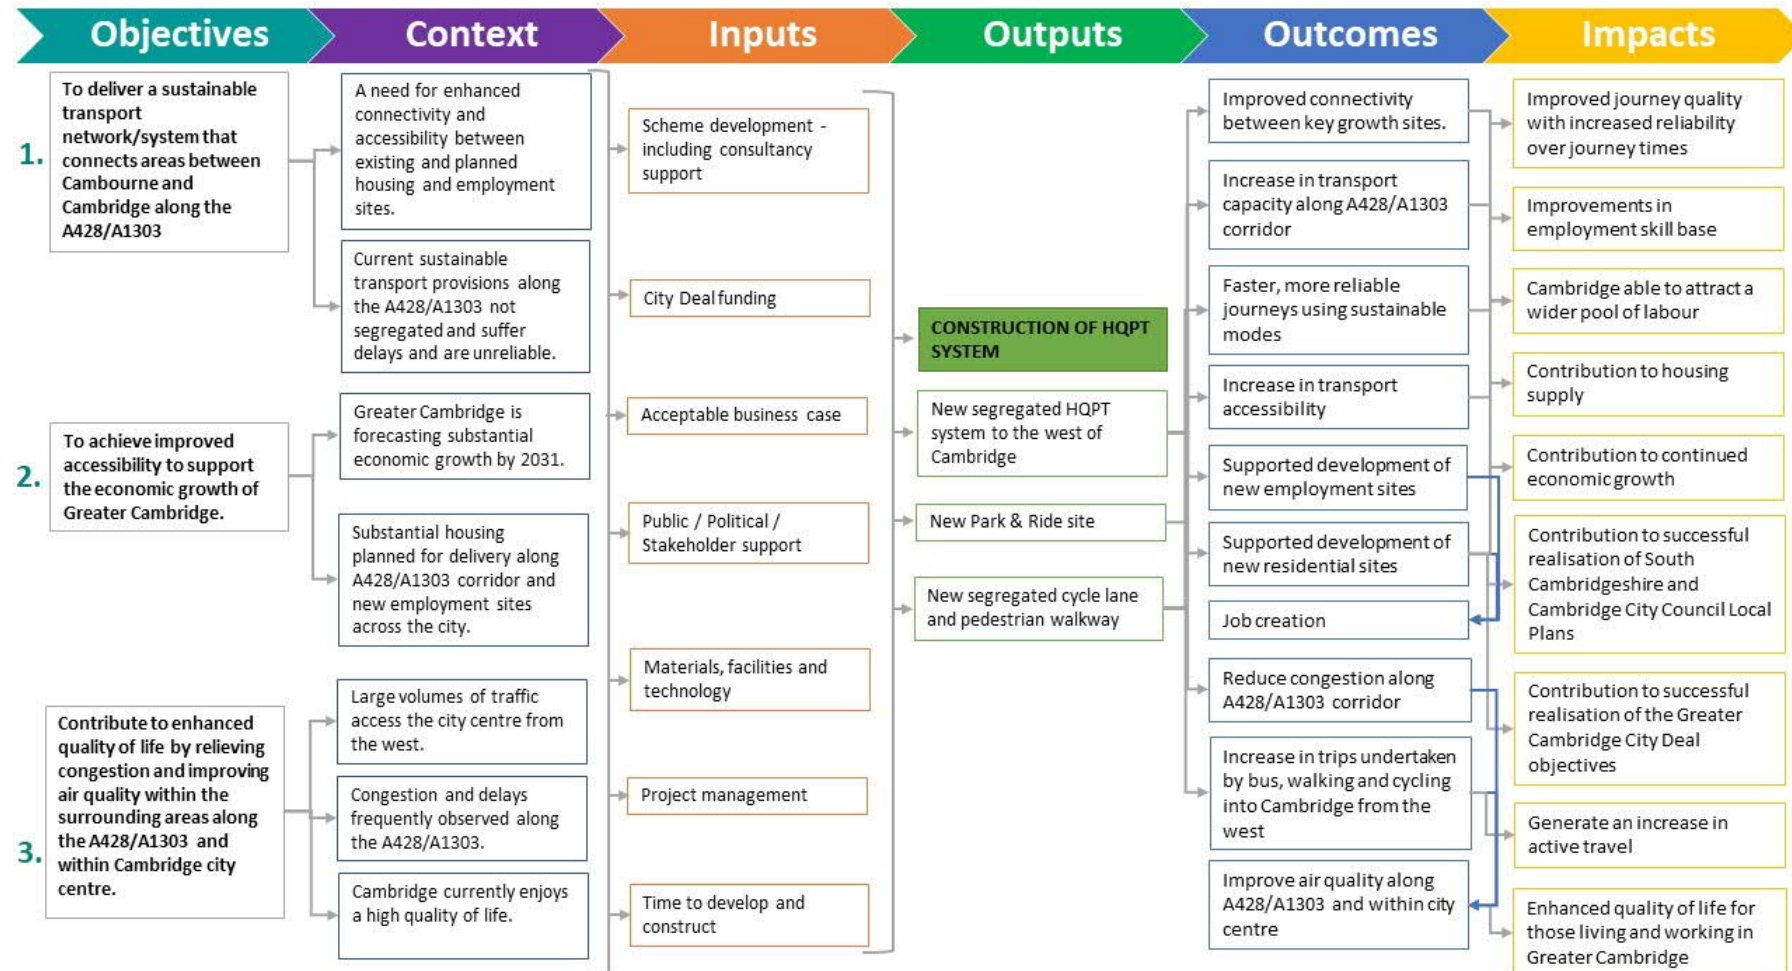 Objectives
Context
Inputs
Outputs
Outcomes
Impacts
1.
To deliver a sustainable
transport
network/system that
connects areas between
Cambourne and
Cambridge along the
A428/A1303
2.
To achieve improved
accessibility to support
the economic growth of
Greater Cambridge.
3.
Contribute to enhanced
quality of life by relieving
congestion and improving
air quality within the
surrounding areas along
the A428/A1303 and
within Cambridge city
centre.
A need for enhanced
connectivity and
accessibility between
existing and planned
housing and employment
sites.
Current sustainable
transport provisions along
the A428/A1303 not
segregated and suffer
delays and are unreliable.
Greater Cambridge is
forecasting substantial
economic growth by 2031.
Substantial housing
planned for delivery along
A428/A1303 corridor and
new employment sites
across the city.
Large volumes of traffic
access the city centre from
the west.
Congestion and delays
frequently observed along
the A428/A1303.
Cambridge currently enjoys
a high quality of life.
Scheme development -
including consultancy
support
City Deal funding
Acceptable business case
Public / Political /
Stakeholder support
Materials, facilities and
technology
Project management
Time to develop and
construct
CONSTRUCTION OF HQPT
SYSTEM
New segregated HQPT
system to the west of
Cambridge
New Park & Ride site
New segregated cycle lane
and pedestrian walkway
Improved connectivity
between key growth sites.
Increase in transport
capacity along A428/A1303
corridor
Faster, more reliable
journeys using sustainable
modes
Increase in transport
accessibility
Supported development of
new employment sites
Supported development of
new residential sites
Job creation
Reduce congestion along
A428/A1303 corridor
Increase in trips undertaken
by bus, walking and cycling
into Cambridge from the
west
Improve air quality along
A428/A1303 and within city
centre
Improved journey quality
with increased reliability
over journey times
Improvements in
employment skill base
Cambridge able to attract a
wider pool of labour
Contribution to housing
supply
Contribution to continued
economic growth
Contribution to successful
realisation of South
Cambridgeshire and
Cambridge City Council Local
Plans
Contribution to successful
realisation of the Greater
Cambridge City Deal
objectives
Generate an increase in
active travel
Enhanced quality of life for
those living and working in
Greater Cambridge